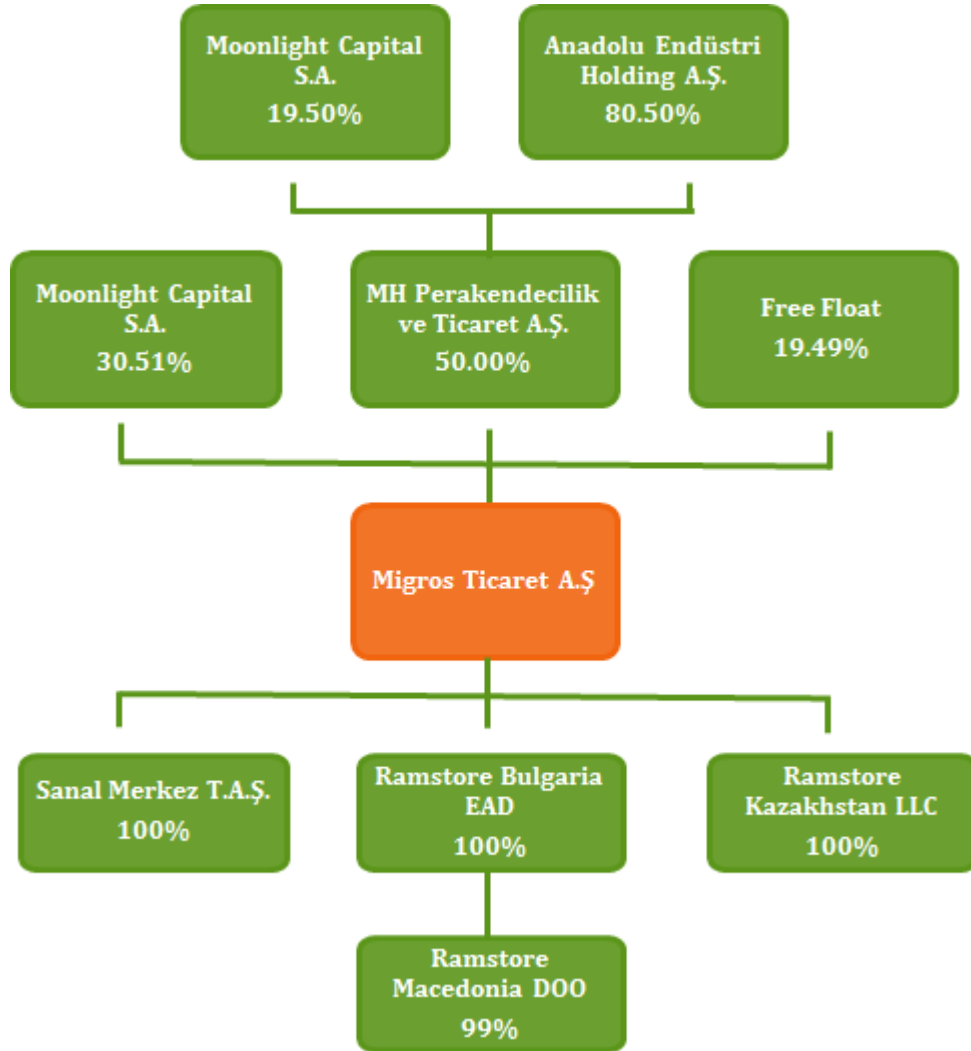 Moonlight Capital
S.A.
19.50%
Anadolu Endüstri
Holding A.Ş.
80.50%
Moonlight Capital
S.A.
30.51%
MH Perakendecilik
ve Ticaret A.Ş.
50.00%
Free Float
19.49%
Migros Ticaret A.Ş
Sanal Merkez T.A.Ş.
100%
Ramstore Bulgaria
EAD
100%
Ramstore
Kazakhstan LLC
100%
Ramstore
Macedonia DOO
99%